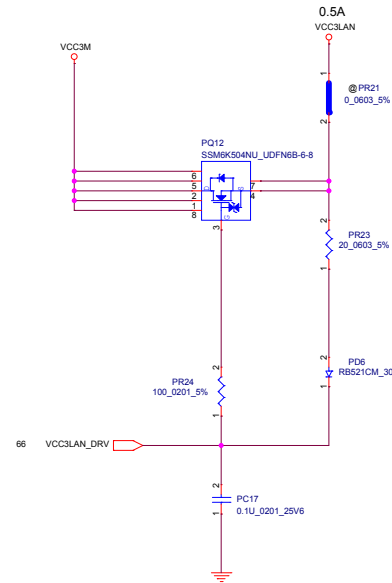 0.5A
VCC3LAN
VCC3M
1
@PR21
0_0603_5%
2
PQ12
SSM6K504NU_UDFN6B-6-8
6
5
2
1
8
D
S
G
7
4
3
2
PR23
20_0603_5%
1
2
PD6
RB521CM_30
1
2
PR24
100_0201_5%
1
66
VCC3LAN_DRV
2
PC17
0.1U_0201_25V6
1